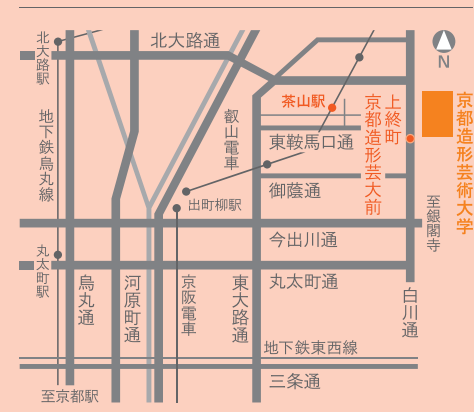 北大路駅
北大路通
N
地下鉄烏丸線
叡山電車
茶山駅
上終町
京都造形芸大前
京都造形芸術大学
東鞍馬口通
御蔭通
出町柳駅
至銀閣寺
今出川通
丸太町駅
烏丸通
河原町通
京阪電車
東大路通
丸太町通
白川通
地下鉄東西線
三条通
至京都駅